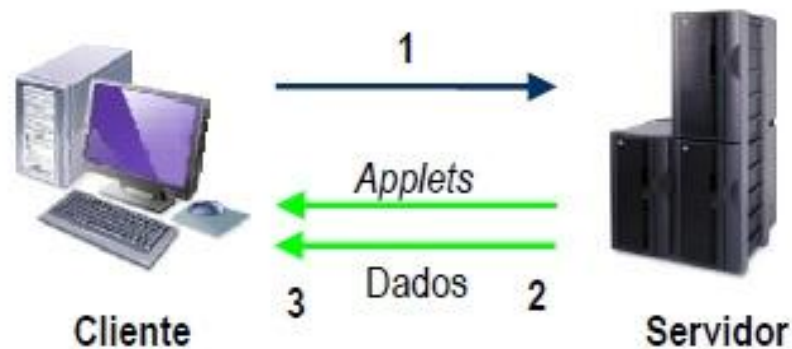 1
Applets
Dados
3
2
Cliente
Servidor